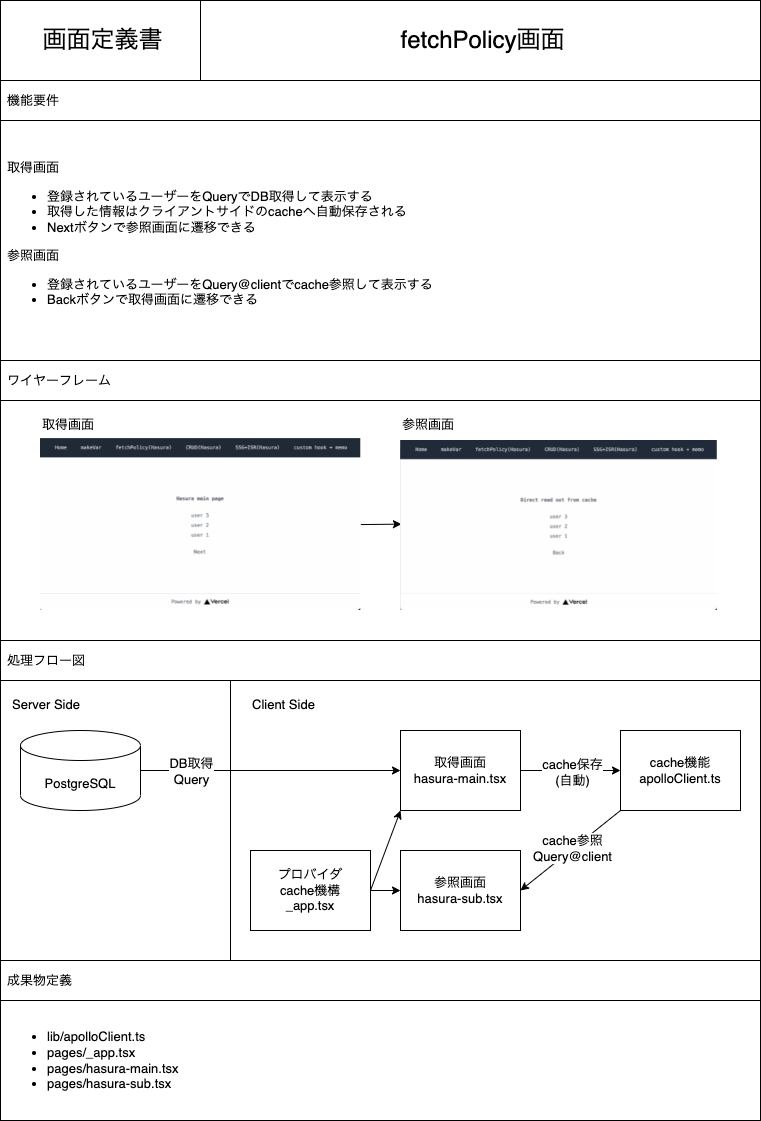 画面定義書
fetchPolicy画面
機能要件
取得画面
登録されているユーザーをQueryでDB取得して表示する
取得した情報はクライアントサイドのcacheへ自動保存される
Nextボタンで参照画面に遷移できる
参照画面
登録されているユーザーをQuery@clientでcache参照して表示する
Backボタンで取得画面に遷移できる
ワイヤーフレーム
取得画面
Home makeVar fetchPolicy(Hasura) CRUD(Hasura) SSG+ISR(Hasura) custom hook + memo
Hasura main page
user 3
user 2
user 1
Next
Powered by Vercel
参照画面
Home makeVar fetchPolicy(Hasura) CRUD(Hasura) SSG+ISR(Hasura) custom hook + memo
Direct read out from cache
user 3
user 2
user 1
Back
Powered by Vercel
処理フロー図
Server Side
Client Side
PostgreSQL
DB取得
Query
取得画面
hasura-main.tsx
cache保存
(自動)
cache機能
apolloClient.ts
cache参照
Query@client
プロバイダ
cache機構
_app.tsx
参照画面
hasura-sub.tsx
成果物定義
lib/apolloClient.ts
pages/_app.tsx
pages/hasura-main.tsx
pages/hasura-sub.tsx